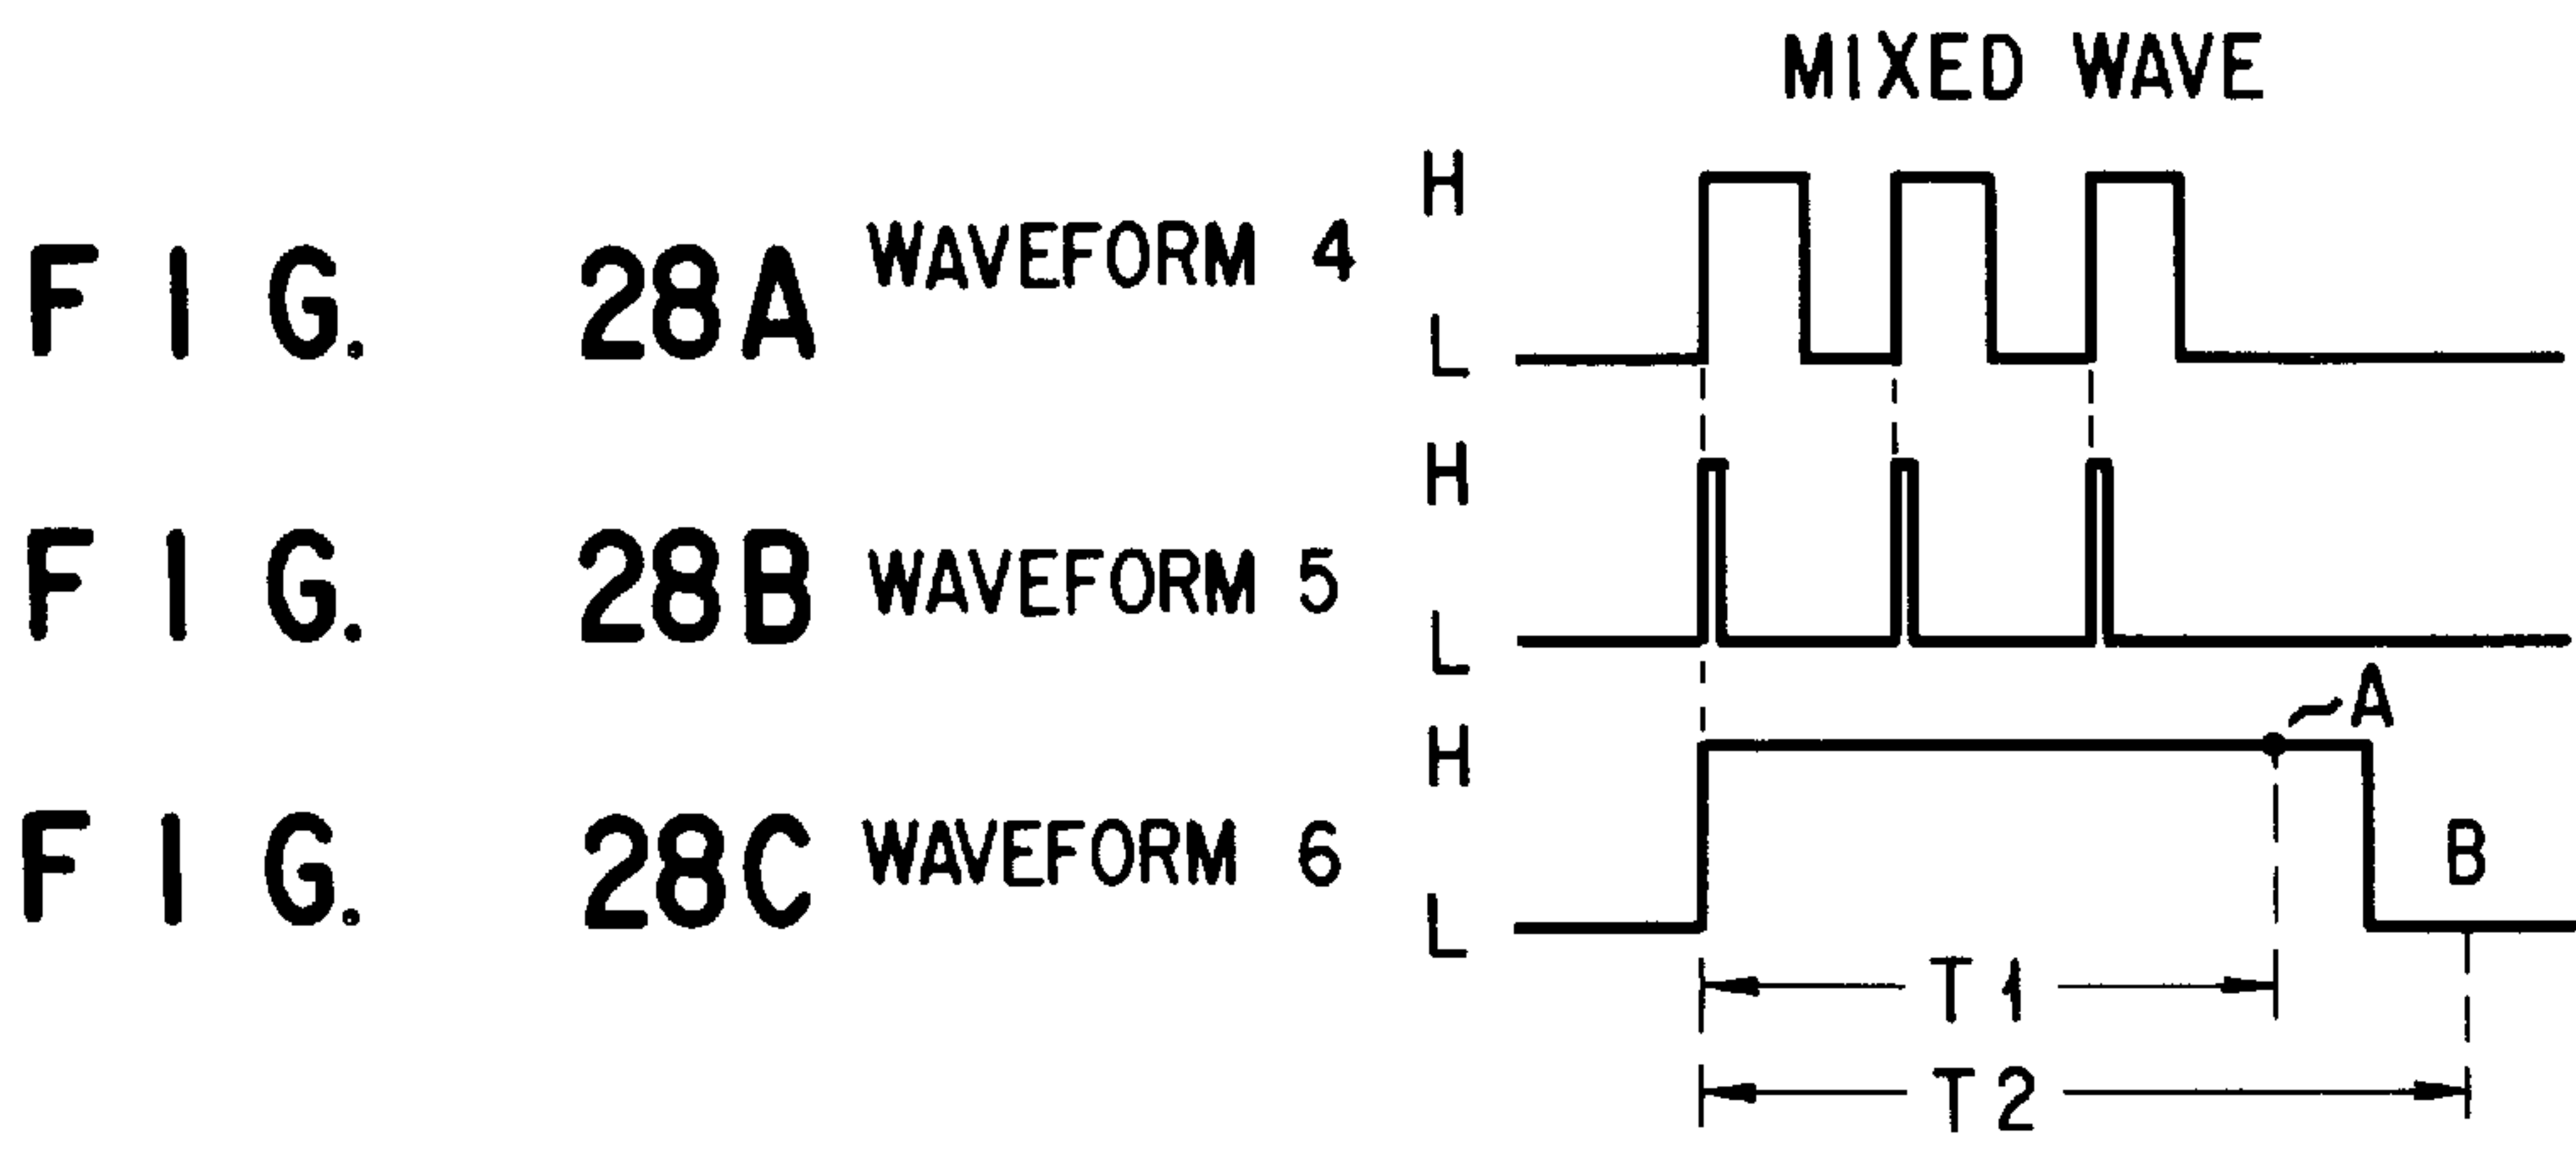 MIXED WAVE
FIG. 28A WAVEFORM 4
H
L
FIG. 28B WAVEFORM 5
H
L
FIG. 28C WAVEFORM 6
H
L
A
B
T1
T2